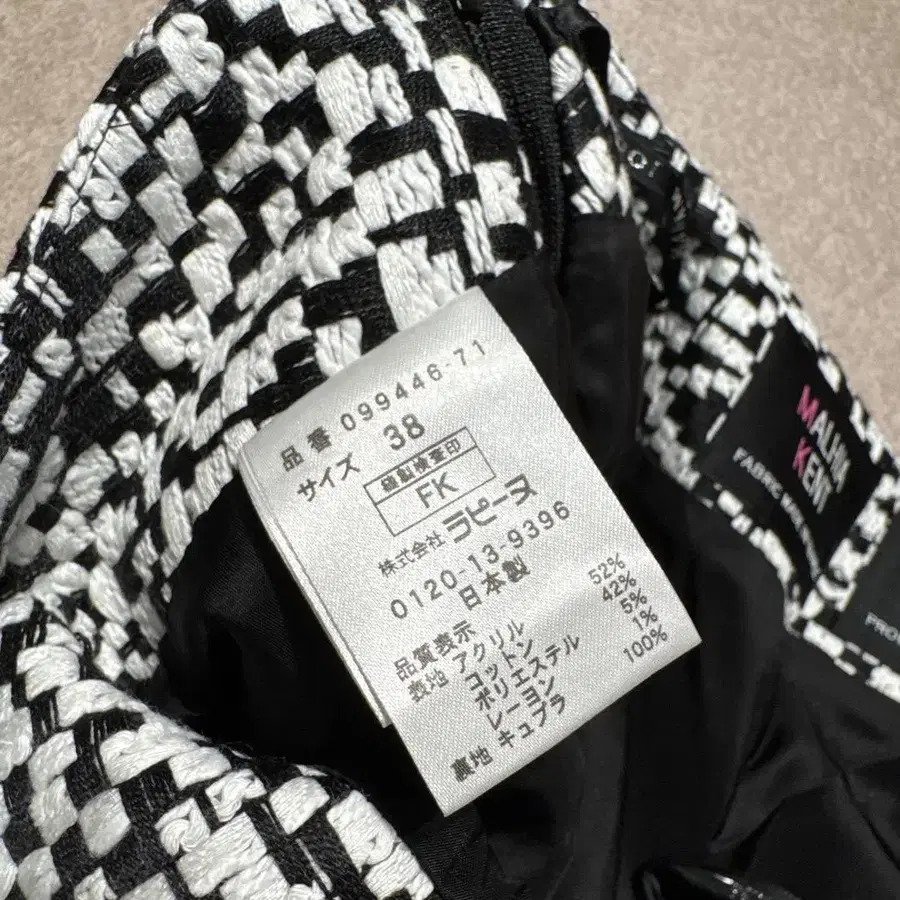 品番 099446-71
サイズ 38
縫製検査印
FK
株式会社 ラピーヌ
0120-13-9396
日本製
品質表示
表地 アクリル 52%
コットン 42%
ポリエステル 5%
レーヨン 1%
裏地 キュプラ 100%
MALHIA
KENT
FABRIC MADE